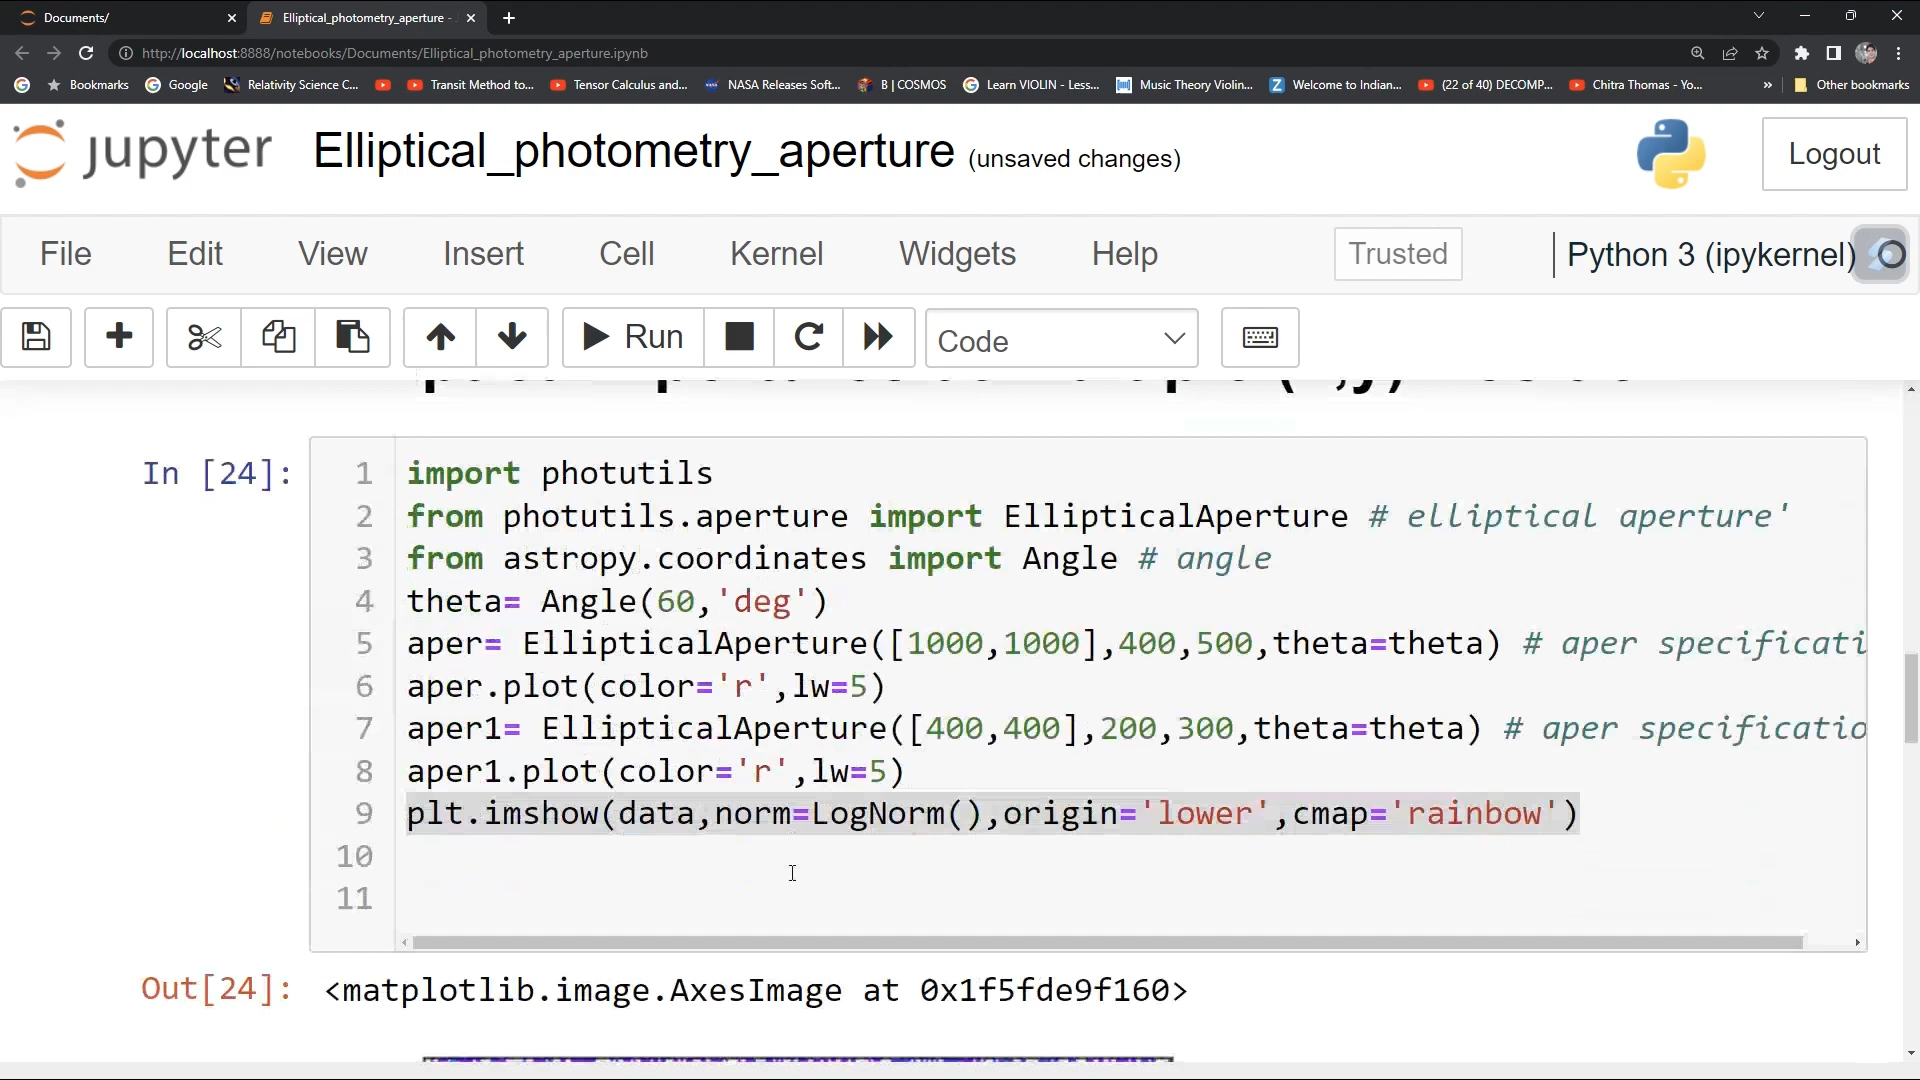 Documents/
Elliptical_photometry_aperture -
http://localhost:8888/notebooks/Documents/Elliptical_photometry_aperture.ipynb
Bookmarks Google Relativity Science C... Transit Method to... Tensor Calculus and... NASA Releases Soft... B | COSMOS Learn VIOLIN - Less... Music Theory Violin... Welcome to Indian... (22 of 40) DECOMP... Chitra Thomas - Yo... » Other bookmarks
jupyter Elliptical_photometry_aperture (unsaved changes) Logout
File Edit View Insert Cell Kernel Widgets Help Trusted Python 3 (ipykernel)
Run Code
In [24]:
1 import photutils
2 from photutils.aperture import EllipticalAperture # elliptical aperture'
3 from astropy.coordinates import Angle # angle
4 theta= Angle(60,'deg')
5 aper= EllipticalAperture([1000,1000],400,500,theta=theta) # aper specificati
6 aper.plot(color='r',lw=5)
7 aper1= EllipticalAperture([400,400],200,300,theta=theta) # aper specificatio
8 aper1.plot(color='r',lw=5)
9 plt.imshow(data,norm=LogNorm(),origin='lower',cmap='rainbow')
10
11
Out[24]: <matplotlib.image.AxesImage at 0x1f5fde9f160>